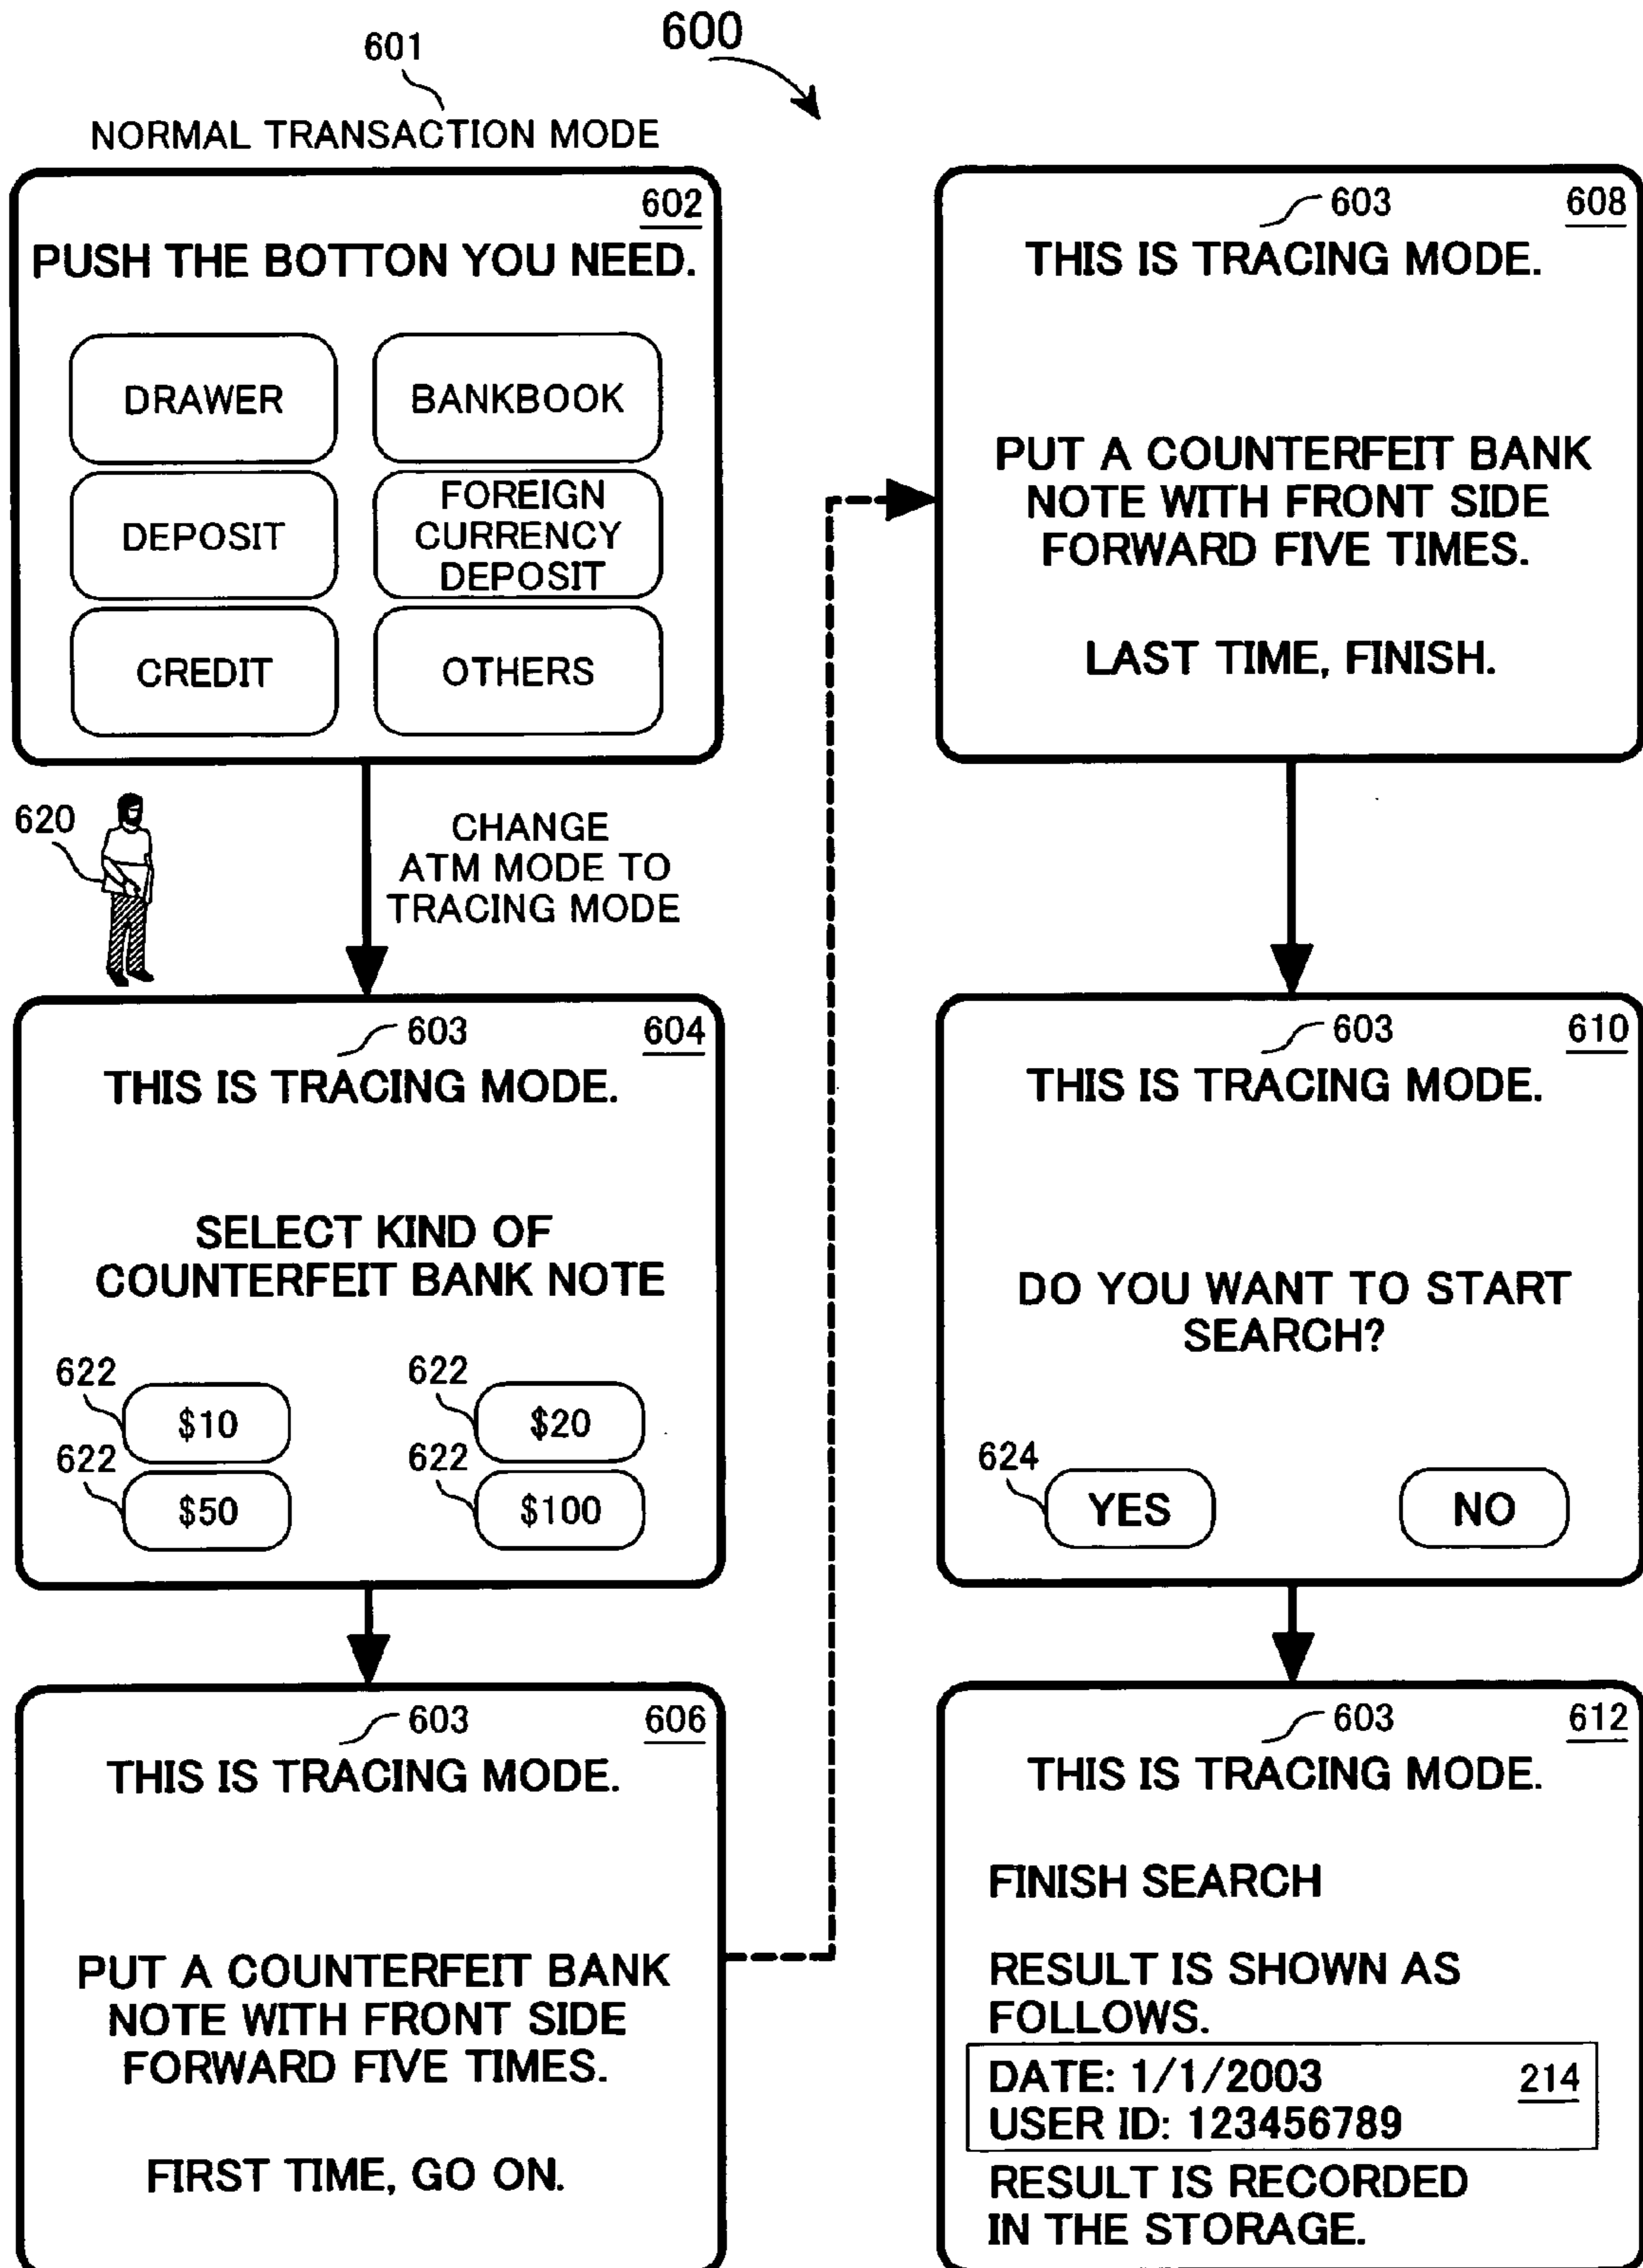 600
601
NORMAL TRANSACTION MODE
602
PUSH THE BOTTON YOU NEED.
DRAWER
BANKBOOK
DEPOSIT
FOREIGN
CURRENCY
DEPOSIT
CREDIT
OTHERS
620
CHANGE
ATM MODE TO
TRACING MODE
603
604
THIS IS TRACING MODE.
SELECT KIND OF
COUNTERFEIT BANK NOTE
622
$10
622
$20
622
$50
622
$100
603
606
THIS IS TRACING MODE.
PUT A COUNTERFEIT BANK
NOTE WITH FRONT SIDE
FORWARD FIVE TIMES.
FIRST TIME, GO ON.
603
608
THIS IS TRACING MODE.
PUT A COUNTERFEIT BANK
NOTE WITH FRONT SIDE
FORWARD FIVE TIMES.
LAST TIME, FINISH.
603
610
THIS IS TRACING MODE.
DO YOU WANT TO START
SEARCH?
624
YES
NO
603
612
THIS IS TRACING MODE.
FINISH SEARCH
RESULT IS SHOWN AS
FOLLOWS.
DATE: 1/1/2003
214
USER ID: 123456789
RESULT IS RECORDED
IN THE STORAGE.